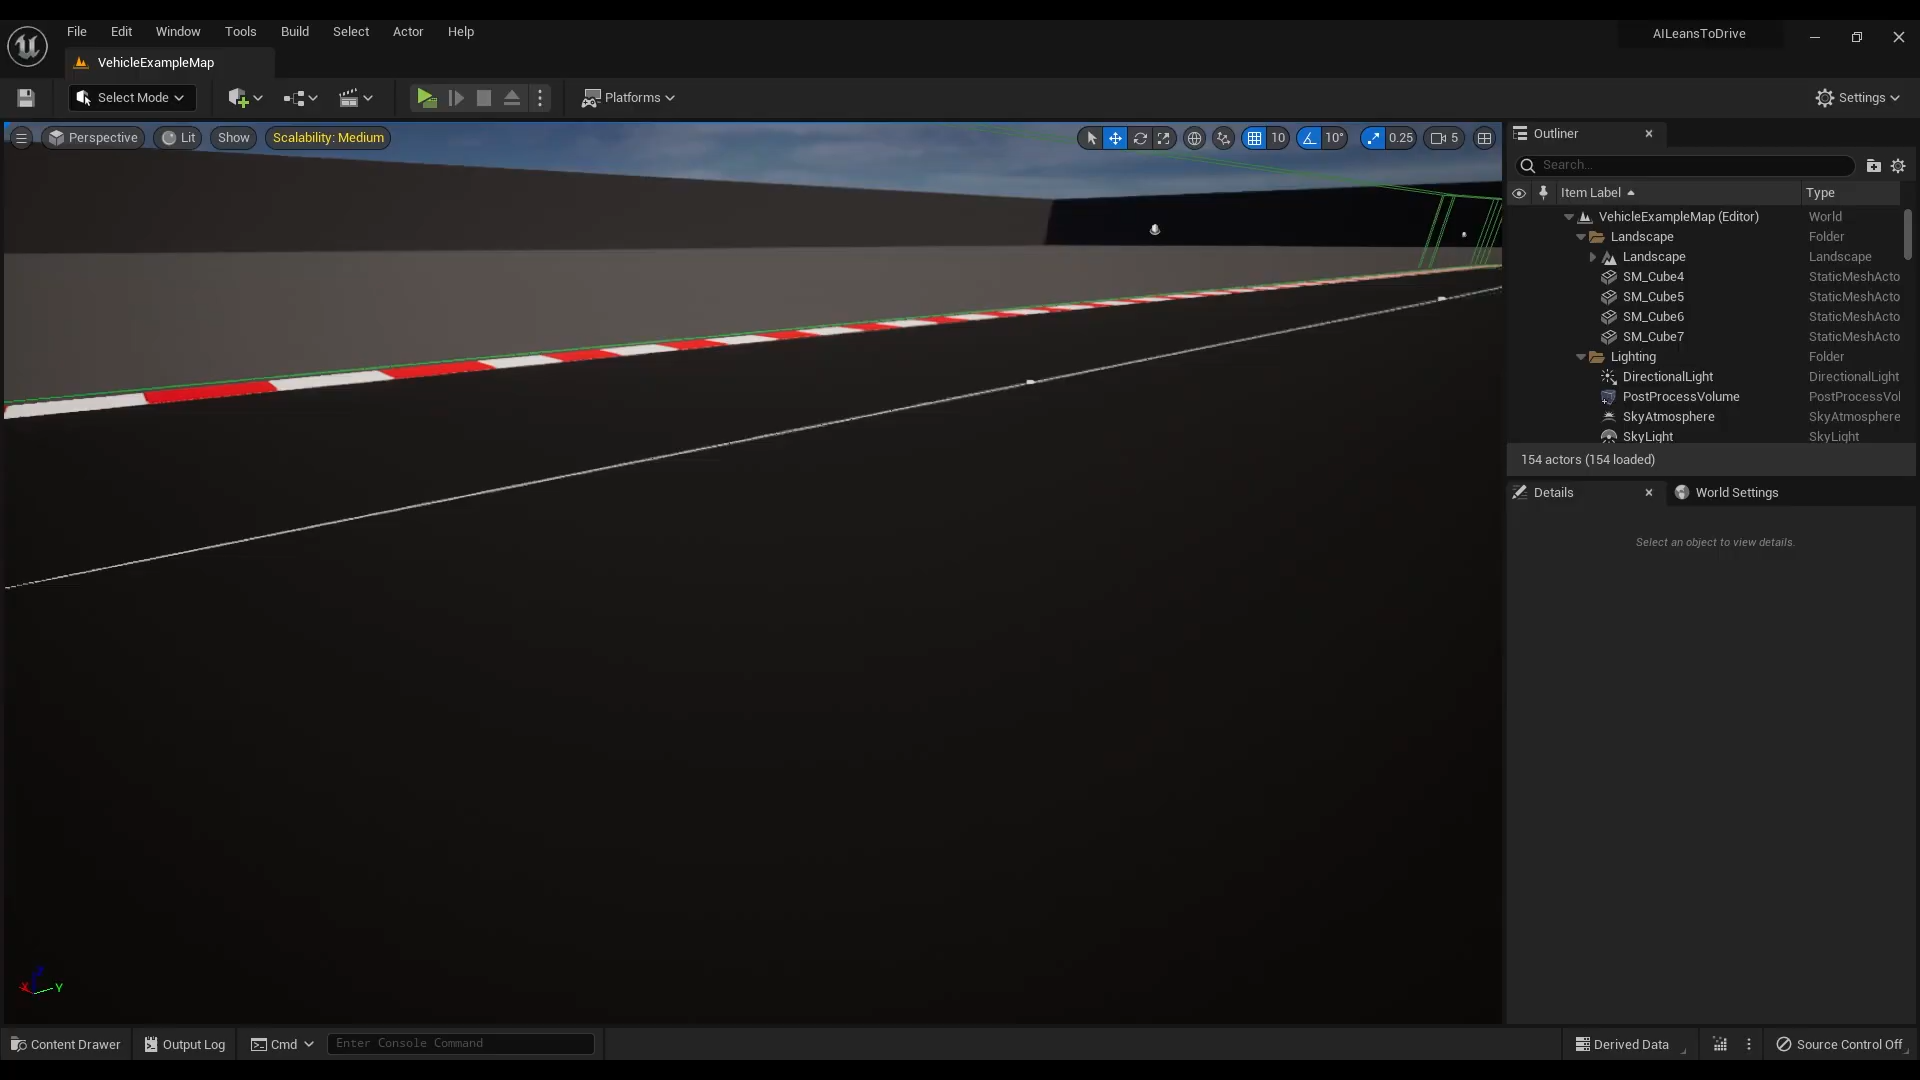 File Edit Window Tools Build Select Actor Help
AILeansToDrive
VehicleExampleMap
Select Mode
Platforms
Settings
Perspective Lit Show Scalability: Medium
10 10° 0.25 5
Outliner
Search...
Item Label Type
VehicleExampleMap (Editor) World
Landscape Folder
Landscape Landscape
SM_Cube4 StaticMeshActo
SM_Cube5 StaticMeshActo
SM_Cube6 StaticMeshActo
SM_Cube7 StaticMeshActo
Lighting Folder
DirectionalLight DirectionalLight
PostProcessVolume PostProcessVol
SkyAtmosphere SkyAtmosphere
SkyLight SkyLight
154 actors (154 loaded)
Details World Settings
Select an object to view details.
X Y
Content Drawer Output Log Cmd Enter Console Command
Derived Data Source Control Off